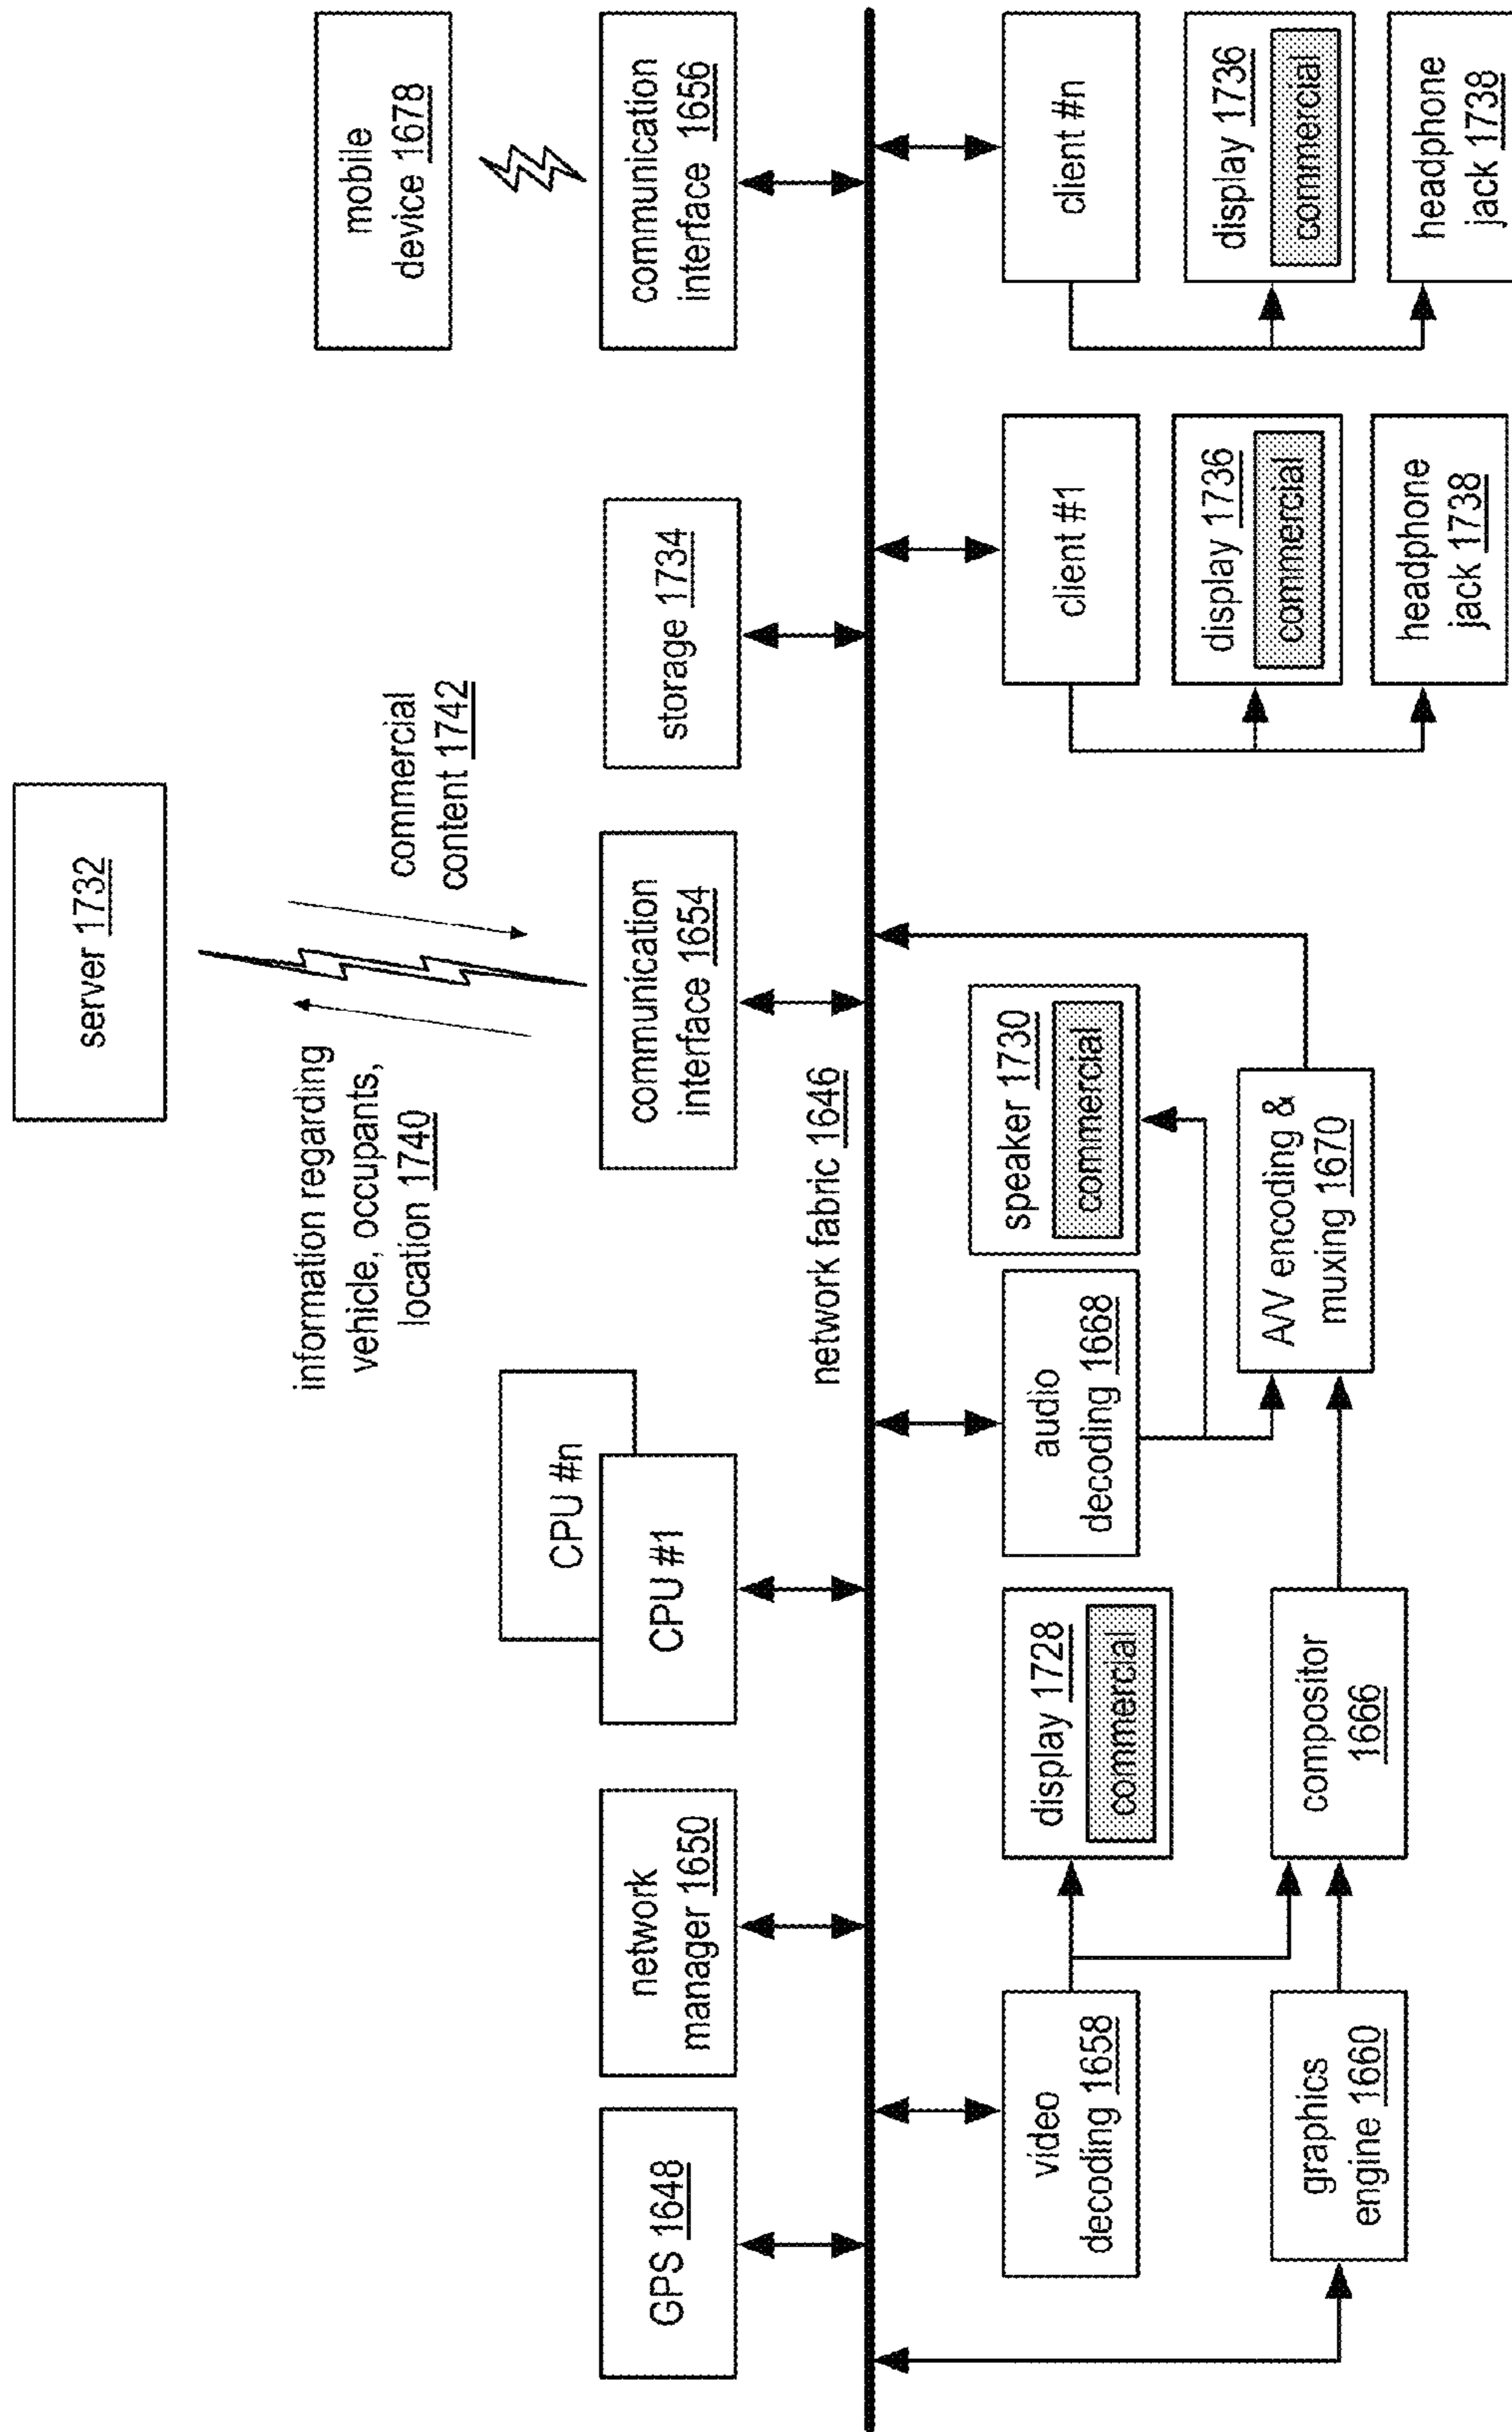 server 1732
information regarding
vehicle, occupants,
location 1740
commercial
content 1742
mobile
device 1678
CPU #n
GPS 1648
network
manager 1650
CPU #1
communication
interface 1654
storage 1734
communication
interface 1656
network fabric 1646
video
decoding 1658
display 1728
commercial
audio
decoding 1668
speaker 1730
commercial
client #1
client #n
display 1736
commercial
display 1736
commercial
graphics
engine 1660
compositor
1666
A/V encoding &
muxing 1670
headphone
jack 1738
headphone
jack 1738